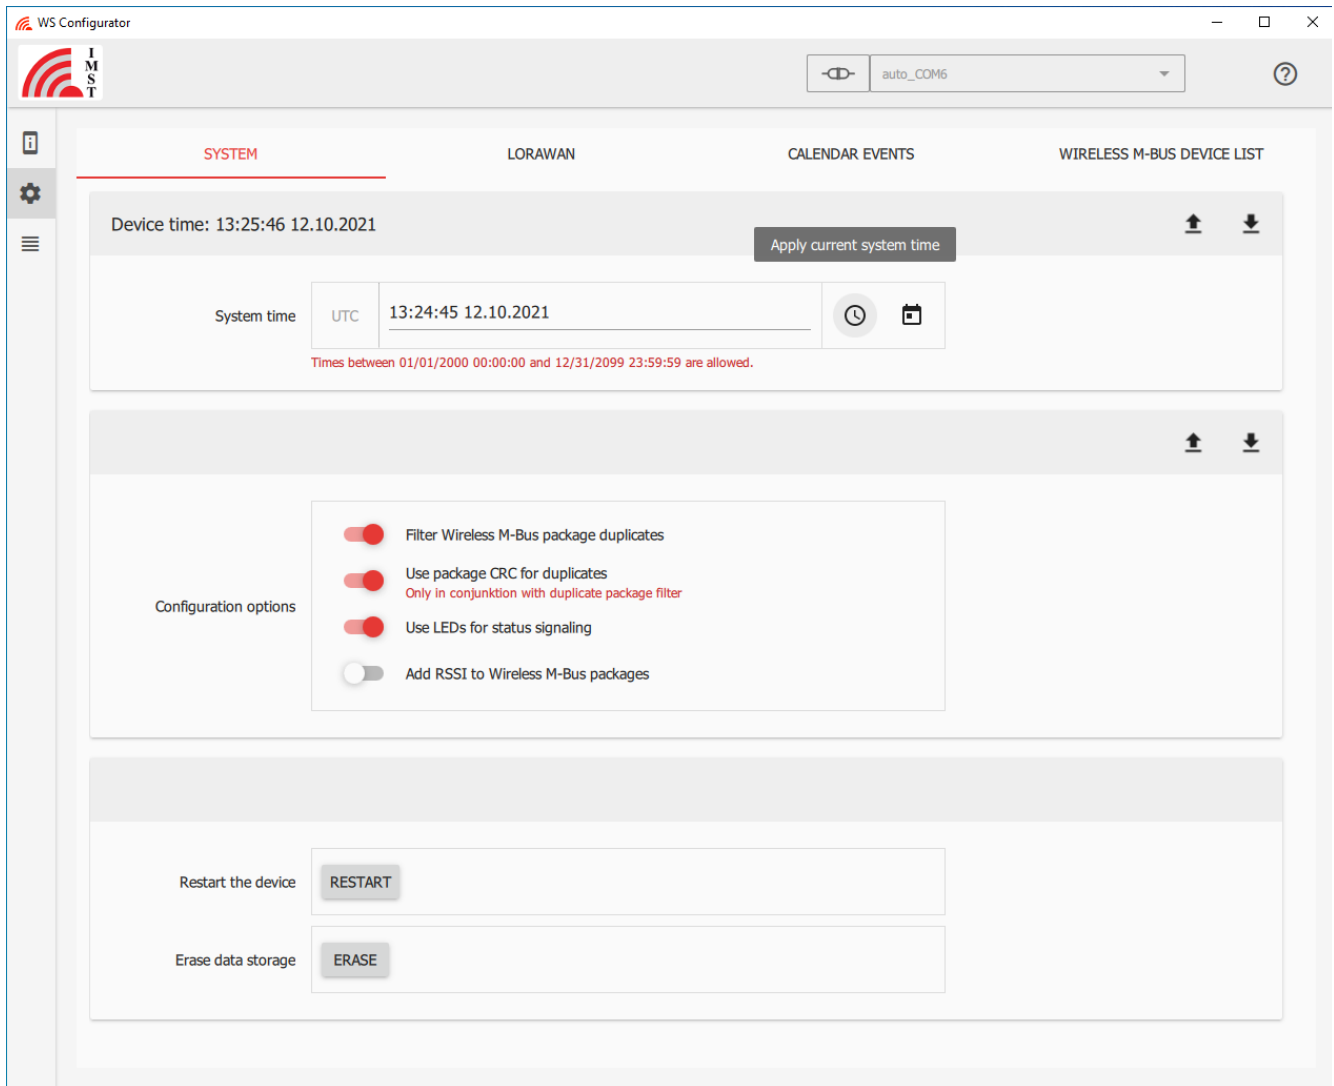 WS Configurator
I
M
S
T
auto_COM6
SYSTEM
LORAWAN
CALENDAR EVENTS
WIRELESS M-BUS DEVICE LIST
Device time: 13:25:46 12.10.2021
Apply current system time
System time
UTC
13:24:45 12.10.2021
Times between 01/01/2000 00:00:00 and 12/31/2099 23:59:59 are allowed.
Configuration options
Filter Wireless M-Bus package duplicates
Use package CRC for duplicates
Only in conjunktion with duplicate package filter
Use LEDs for status signaling
Add RSSI to Wireless M-Bus packages
Restart the device
RESTART
Erase data storage
ERASE